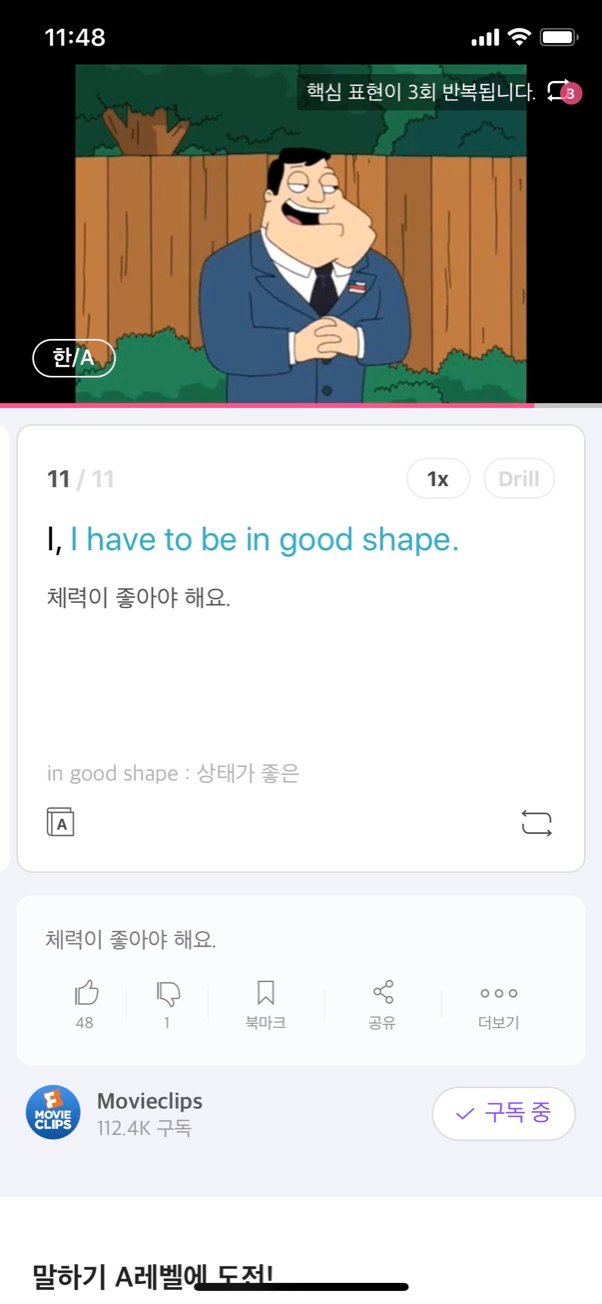 11:48
핵심 표현이 3회 반복됩니다. 3
한/A
11 / 11
1x
Drill
I, I have to be in good shape.
체력이 좋아야 해요.
in good shape : 상태가 좋은
A
체력이 좋아야 해요.
48
1
북마크
공유
더보기
MOVIE
CLIPS
Movieclips
112.4K 구독
구독 중
말하기 A레벨에 도전!